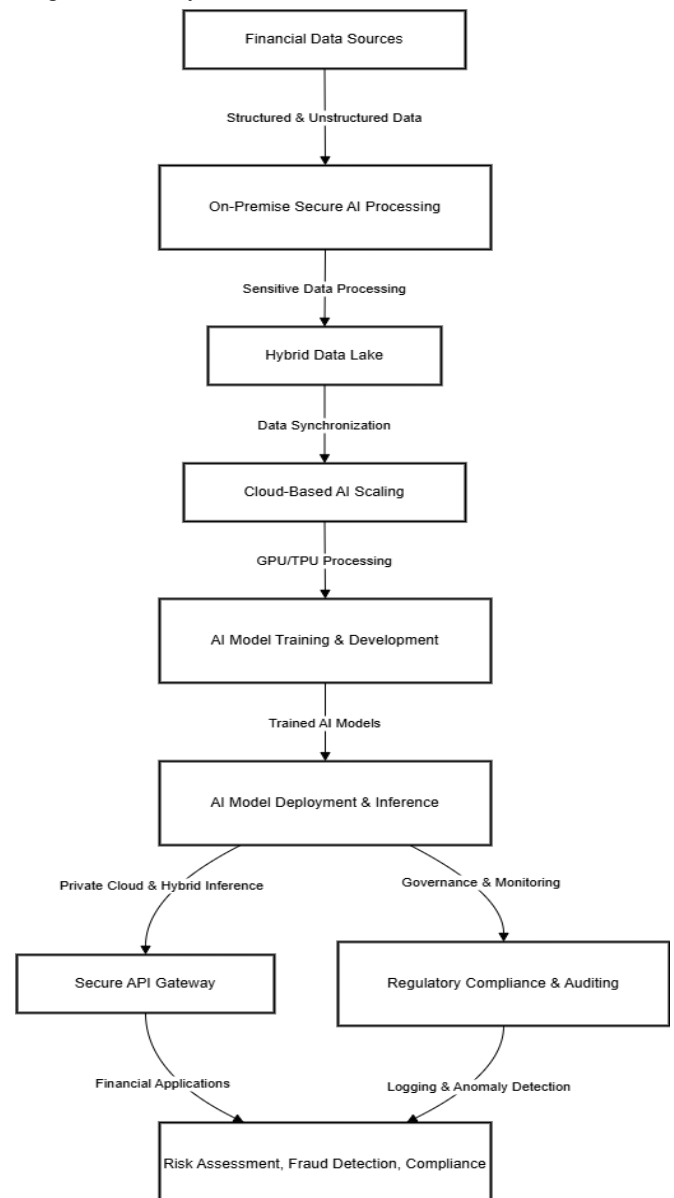 Financial Data Sources
Structured & Unstructured Data
On-Premise Secure AI Processing
Sensitive Data Processing
Hybrid Data Lake
Data Synchronization
Cloud-Based AI Scaling
GPU/TPU Processing
AI Model Training & Development
Trained AI Models
AI Model Deployment & Inference
Private Cloud & Hybrid Inference
Governance & Monitoring
Secure API Gateway
Regulatory Compliance & Auditing
Financial Applications
Logging & Anomaly Detection
Risk Assessment, Fraud Detection, Compliance